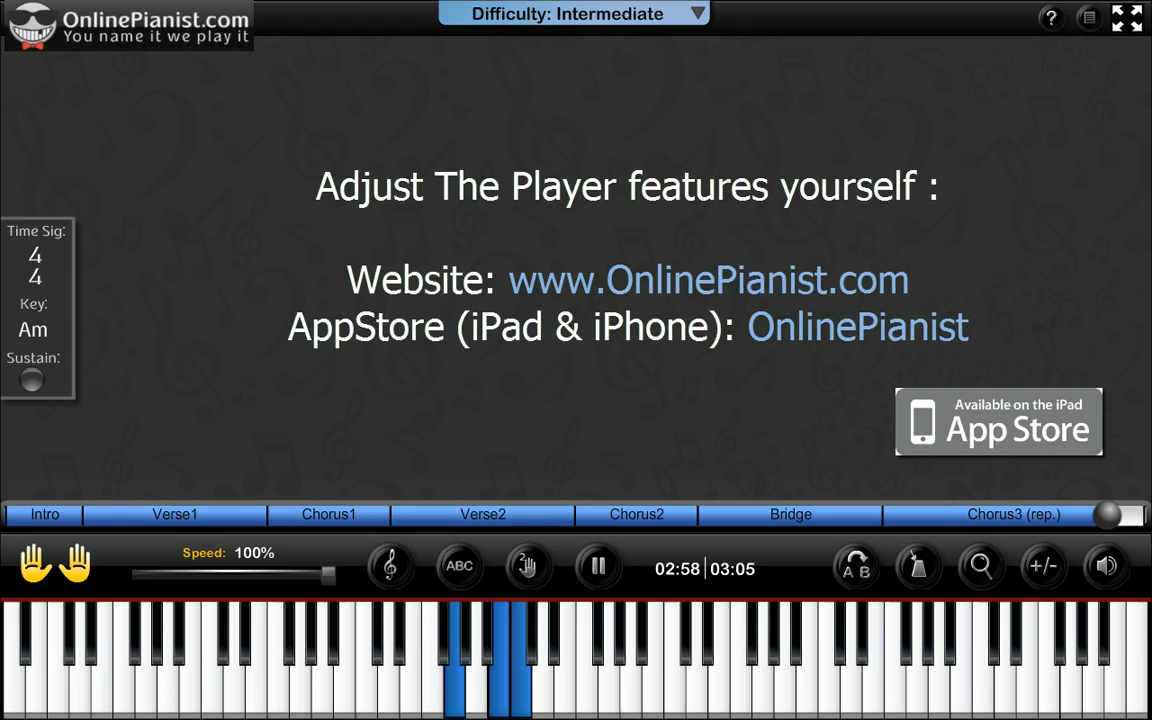 OnlinePianist.com
You name it we play it
Difficulty: Intermediate
?
Adjust The Player features yourself :
Time Sig:
4
4
Key:
Am
Sustain:
Website: www.OnlinePianist.com
AppStore (iPad & iPhone): OnlinePianist
Available on the iPad
App Store
Intro Verse1 Chorus1 Verse2 Chorus2 Bridge Chorus3 (rep.)
Speed: 100%
ABC
2
02:58 03:05
A B
+/-